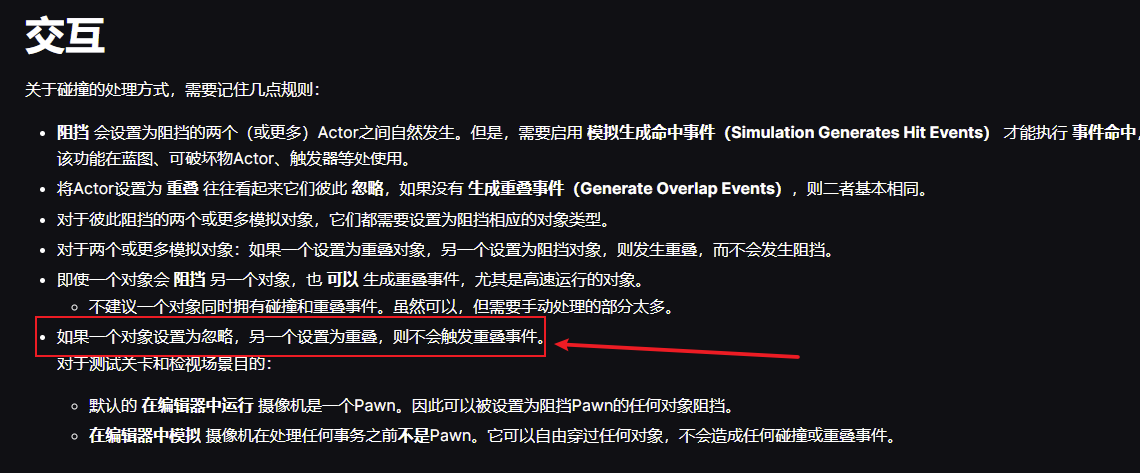 交互
关于碰撞的处理方式，需要记住几点规则：
阻挡 会设置为阻挡的两个（或更多）Actor之间自然发生。但是，需要启用 模拟生成命中事件（Simulation Generates Hit Events） 才能执行 事件命中，
该功能在蓝图、可破坏物Actor、触发器等处使用。
将Actor设置为 重叠 往往看起来它们彼此 忽略，如果没有 生成重叠事件（Generate Overlap Events），则二者基本相同。
对于彼此阻挡的两个或更多模拟对象，它们都需要设置为阻挡相应的对象类型。
对于两个或更多模拟对象：如果一个设置为重叠对象，另一个设置为阻挡对象，则发生重叠，而不会发生阻挡。
即使一个对象会 阻挡 另一个对象，也 可以 生成重叠事件，尤其是高速运行的对象。
不建议一个对象同时拥有碰撞和重叠事件。虽然可以，但需要手动处理的部分太多。
如果一个对象设置为忽略，另一个设置为重叠，则不会触发重叠事件。
对于测试关卡和检视场景目的：
默认的 在编辑器中运行 摄像机是一个Pawn。因此可以被设置为阻挡Pawn的任何对象阻挡。
在编辑器中模拟 摄像机在处理任何事务之前不是Pawn。它可以自由穿过任何对象，不会造成任何碰撞或重叠事件。